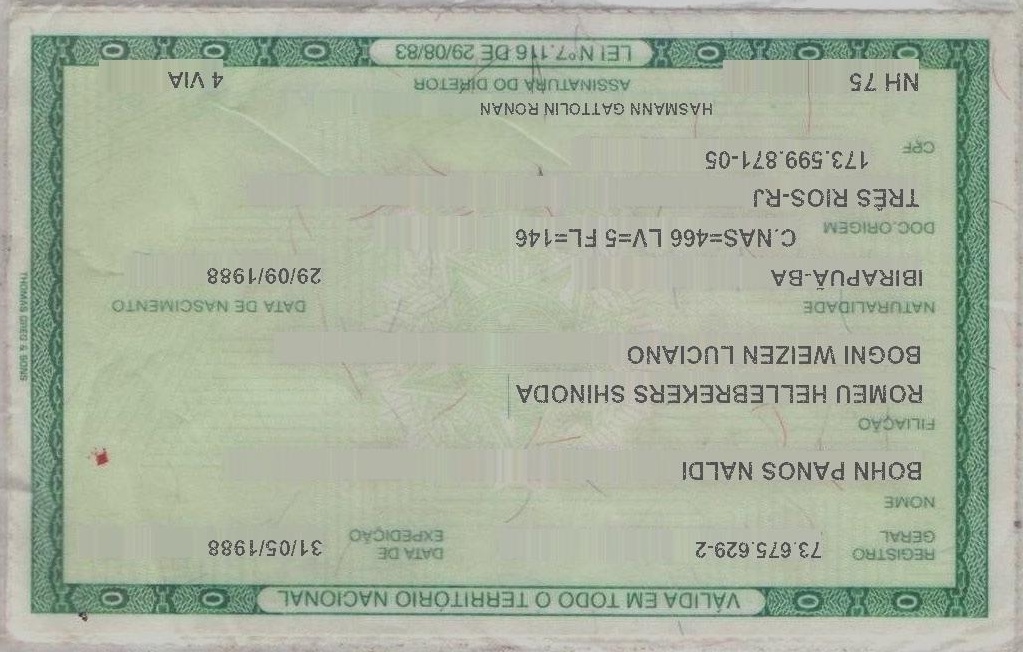 VÁLIDA EM TODO O TERRITÓRIO NACIONAL
REGISTRO GERAL 73.675.629-2 DATA DE EXPEDIÇÃO 31/05/1988
NOME
BOHN PANOS NALDI
FILIAÇÃO
ROMEU HELLEBREKERS SHINODA
BOGNI WEIZEN LUCIANO
NATURALIDADE DATA DE NASCIMENTO
IBIRAPUÃ-BA 29/09/1988
DOC.ORIGEM C.NAS=466 LV=5 FL=146
TRÊS RIOS-RJ
CPF 173.599.871-05
HASMANN GATTOLIN RONAN
NH 75 ASSINATURA DO DIRETOR 4 VIA
LEI Nº 7.116 DE 29/08/83
THOMAS GREG & SONS